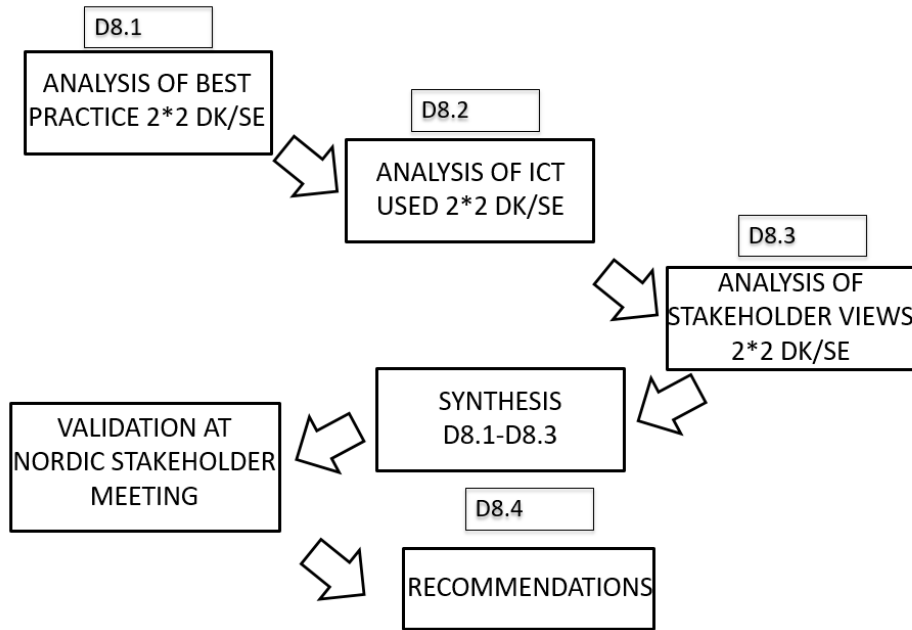 D8.1
ANALYSIS OF BEST
PRACTICE 2*2 DK/SE
D8.2
ANALYSIS OF ICT
USED 2*2 DK/SE
D8.3
ANALYSIS OF
STAKEHOLDER VIEWS
2*2 DK/SE
SYNTHESIS
D8.1-D8.3
VALIDATION AT
NORDIC STAKEHOLDER
MEETING
D8.4
RECOMMENDATIONS